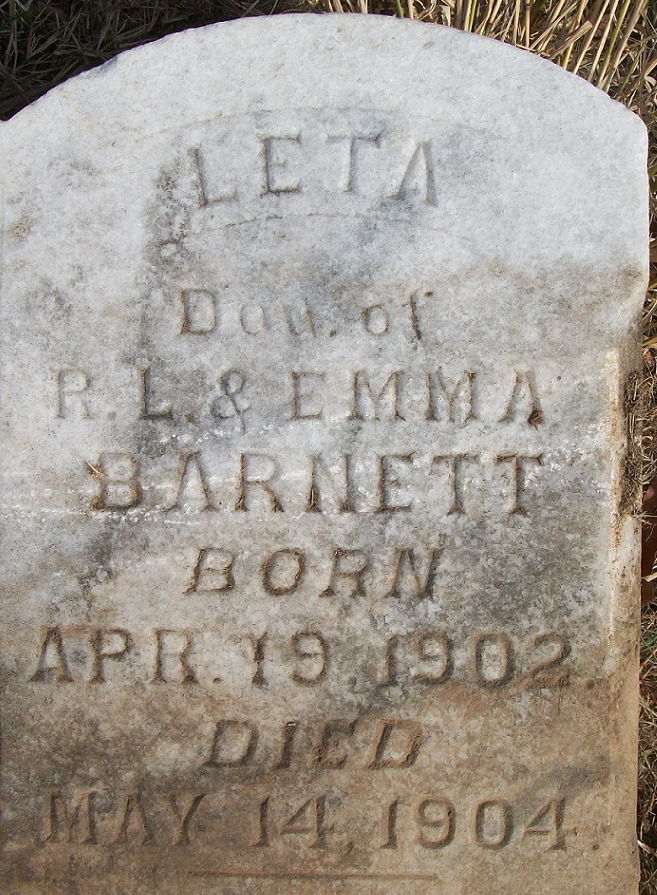 LETA
Dau. of
R. L. & EMMA
BARNETT
BORN
APR. 19, 1902.
DIED
MAY 14, 1904.